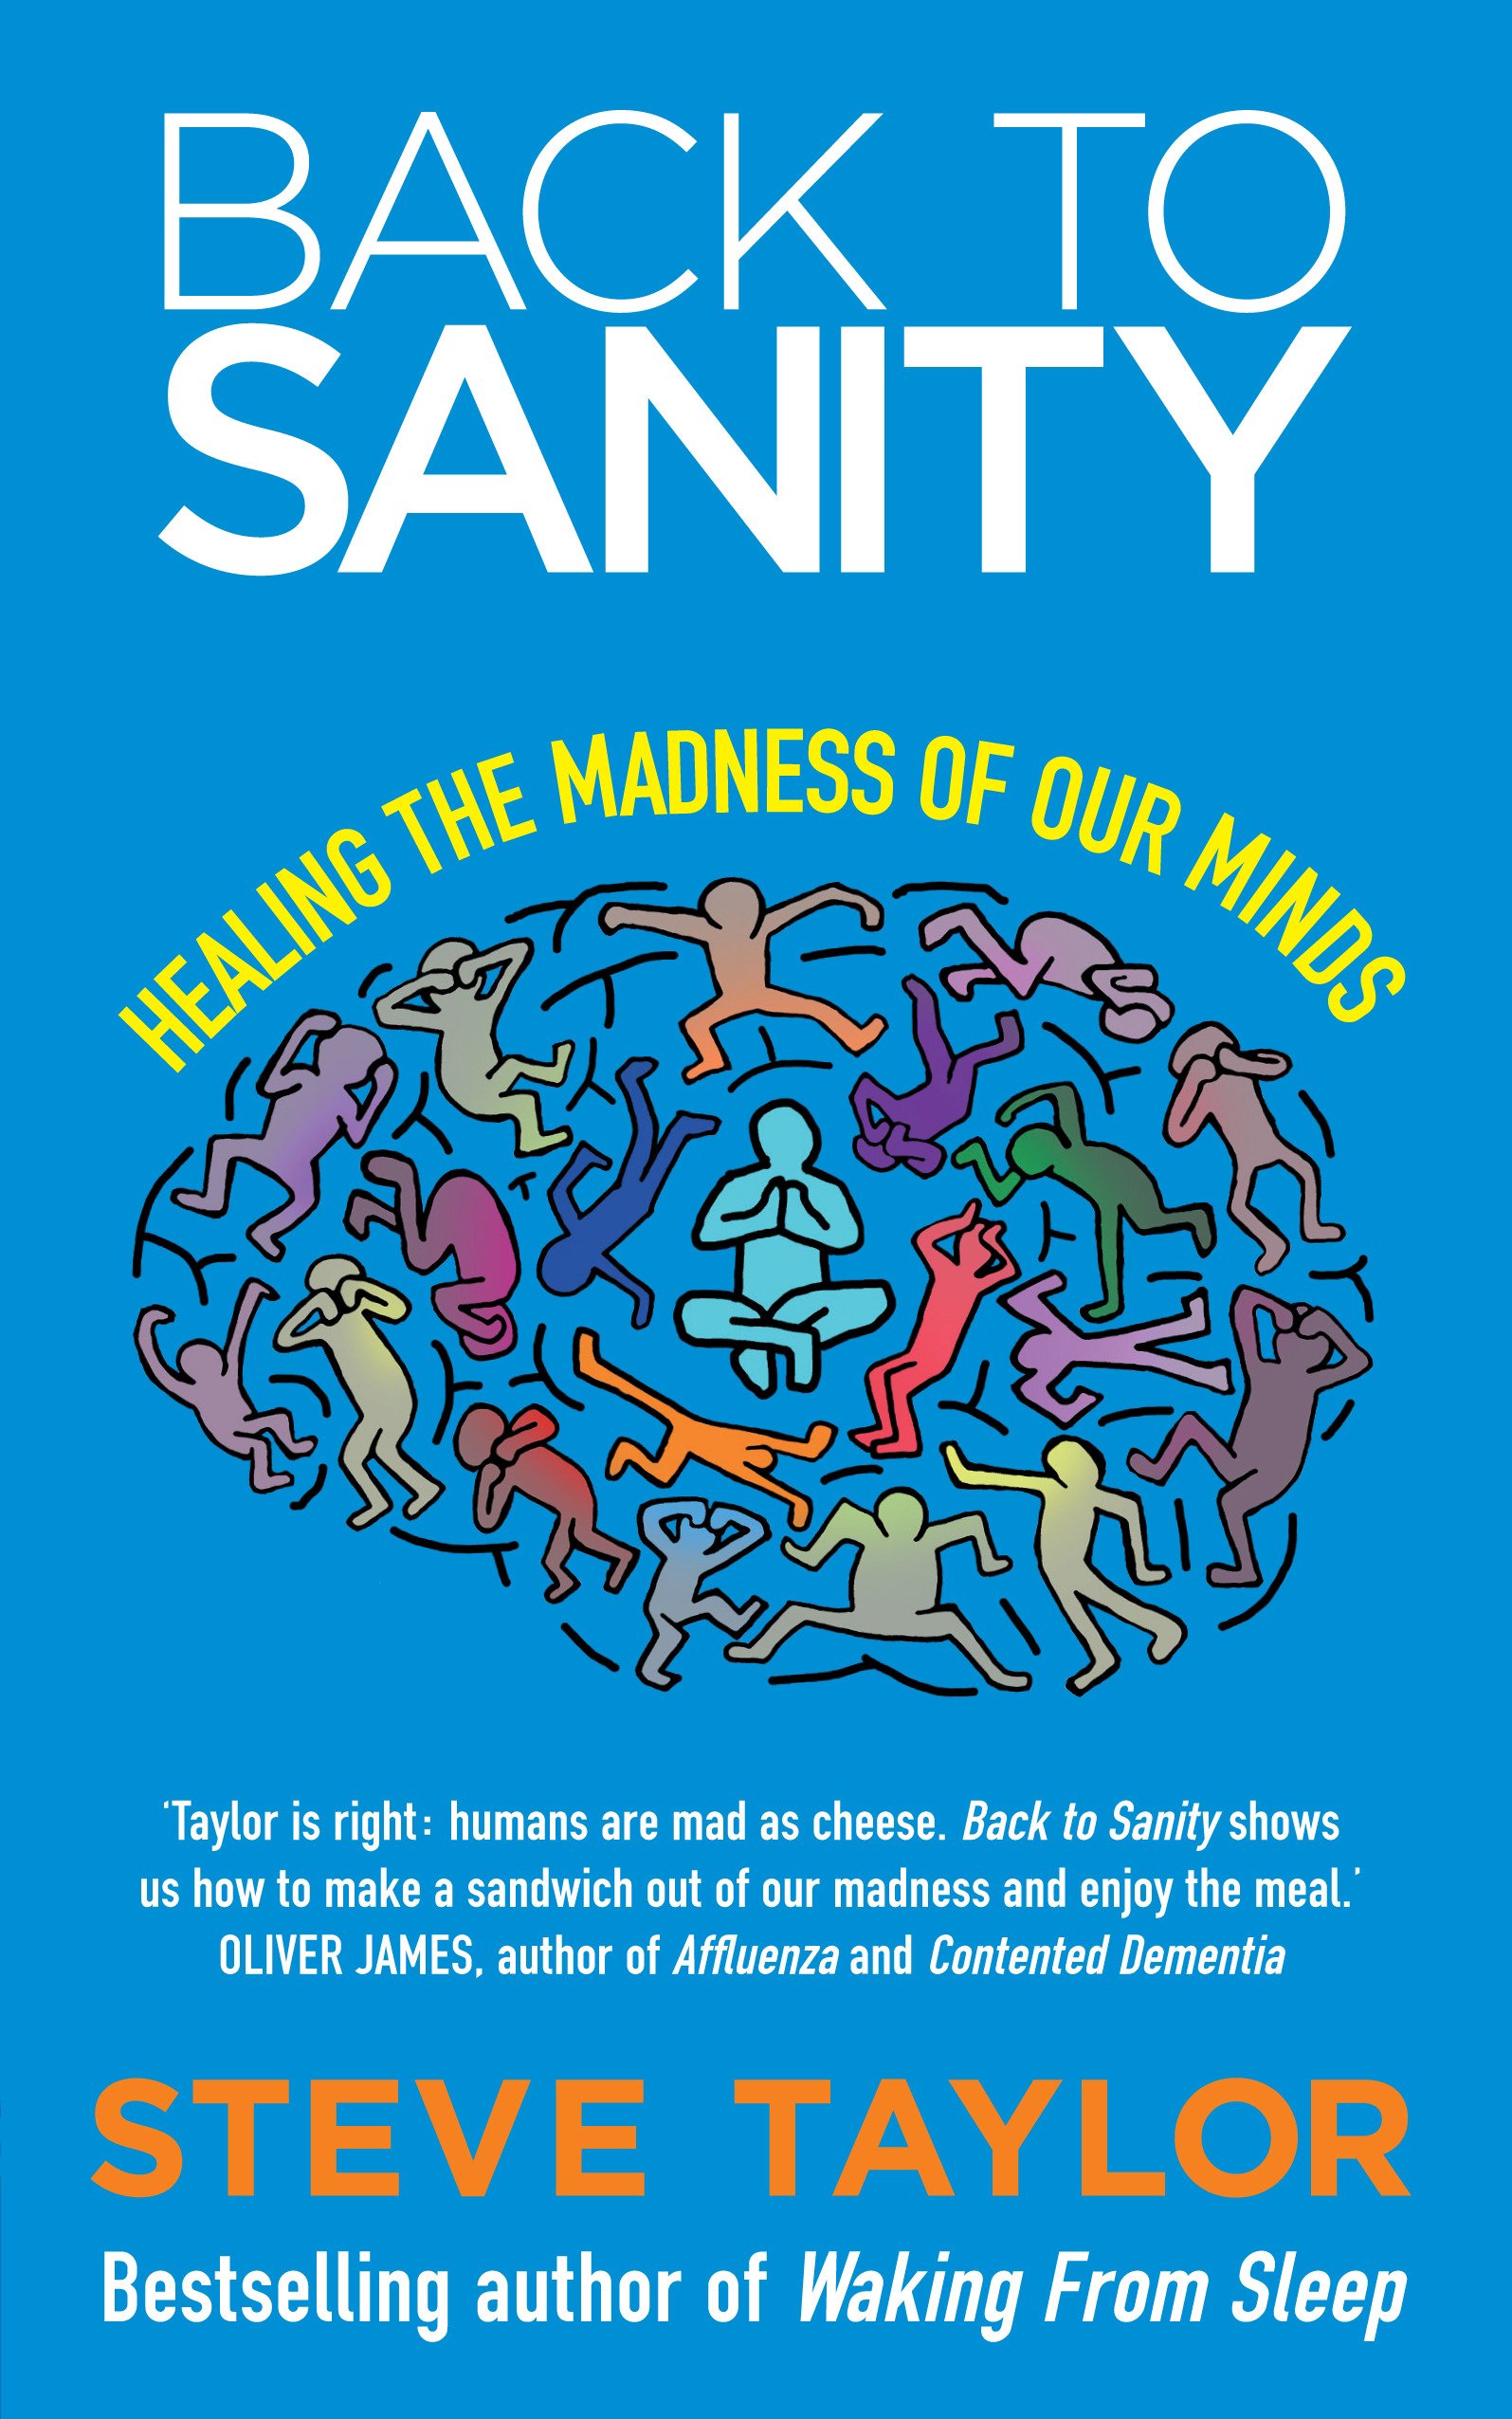 BACK TO
SANITY
HEALING THE MADNESS OF OUR MINDS
‘Taylor is right: humans are mad as cheese. Back to Sanity shows
us how to make a sandwich out of our madness and enjoy the meal.’
OLIVER JAMES, author of Affluenza and Contented Dementia
STEVE TAYLOR
Bestselling author of Waking From Sleep